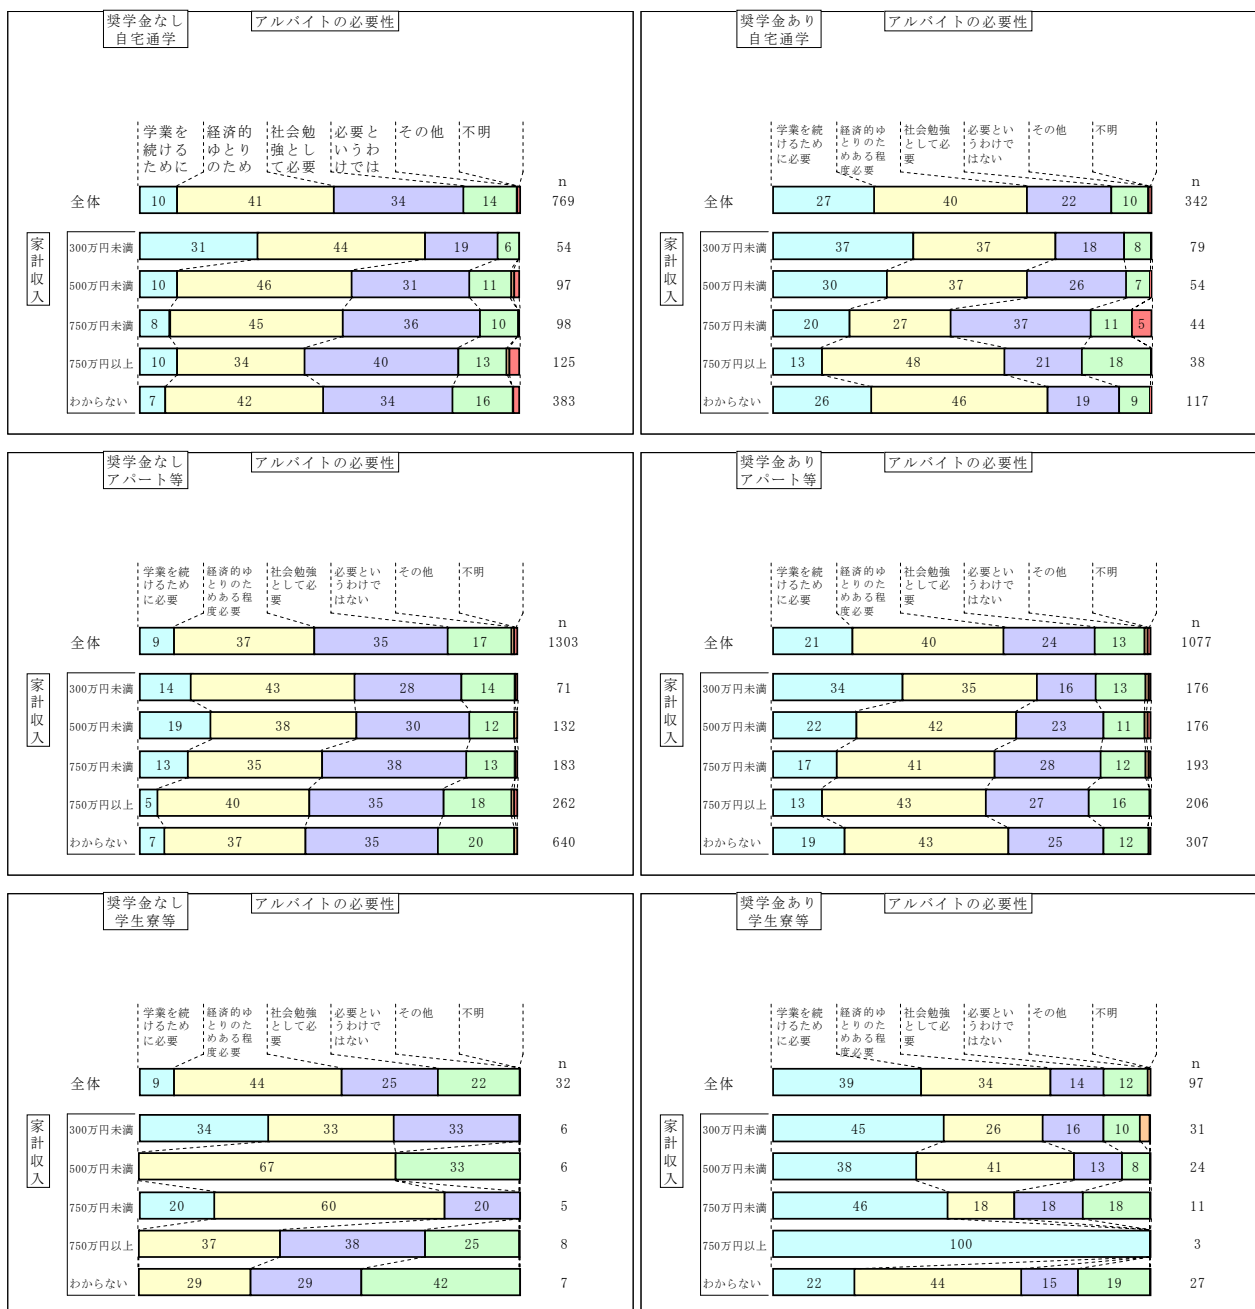 奨学金なし
自宅通学
アルバイトの必要性
学業を
続ける
ために
経済的
ゆとり
のため
社会勉
強とし
て必要
必要と
いうわ
けでは
その他
不明
n
全体 10 41 34 14 769
家計収入
300万円未満 31 44 19 6 54
500万円未満 10 46 31 11 97
750万円未満 8 45 36 10 98
750万円以上 10 34 40 13 125
わからない 7 42 34 16 383
奨学金あり
自宅通学
アルバイトの必要性
学業を続
けるため
に必要
経済的ゆ
とりのた
めある程
度必要
社会勉強
として必
要
必要とい
うわけで
はない
その他
不明
n
全体 27 40 22 10 342
家計収入
300万円未満 37 37 18 8 79
500万円未満 30 37 26 7 54
750万円未満 20 27 37 11 5 44
750万円以上 13 48 21 18 38
わからない 26 46 19 9 117
奨学金なし
アパート等
アルバイトの必要性
学業を続
けるため
に必要
経済的ゆ
とりのた
めある程
度必要
社会勉強
として必
要
必要とい
うわけで
はない
その他
不明
n
全体 9 37 35 17 1303
家計収入
300万円未満 14 43 28 14 71
500万円未満 19 38 30 12 132
750万円未満 13 35 38 13 183
750万円以上 5 40 35 18 262
わからない 7 37 35 20 640
奨学金あり
アパート等
アルバイトの必要性
学業を続
けるため
に必要
経済的ゆ
とりのた
めある程
度必要
社会勉強
として必
要
必要とい
うわけで
はない
その他
不明
n
全体 21 40 24 13 1077
家計収入
300万円未満 34 35 16 13 176
500万円未満 22 42 23 11 176
750万円未満 17 41 28 12 193
750万円以上 13 43 27 16 206
わからない 19 43 25 12 307
奨学金なし
学生寮等
アルバイトの必要性
学業を続
けるため
に必要
経済的ゆ
とりのた
めある程
度必要
社会勉強
として必
要
必要とい
うわけで
はない
その他
不明
n
全体 9 44 25 22 32
家計収入
300万円未満 34 33 33 6
500万円未満 67 33 6
750万円未満 20 60 20 5
750万円以上 37 38 25 8
わからない 29 29 42 7
奨学金あり
学生寮等
アルバイトの必要性
学業を続
けるため
に必要
経済的ゆ
とりのた
めある程
度必要
社会勉強
として必
要
必要とい
うわけで
はない
その他
不明
n
全体 39 34 14 12 97
家計収入
300万円未満 45 26 16 10 31
500万円未満 38 41 13 8 24
750万円未満 46 18 18 18 11
750万円以上 100 3
わからない 22 44 15 19 27